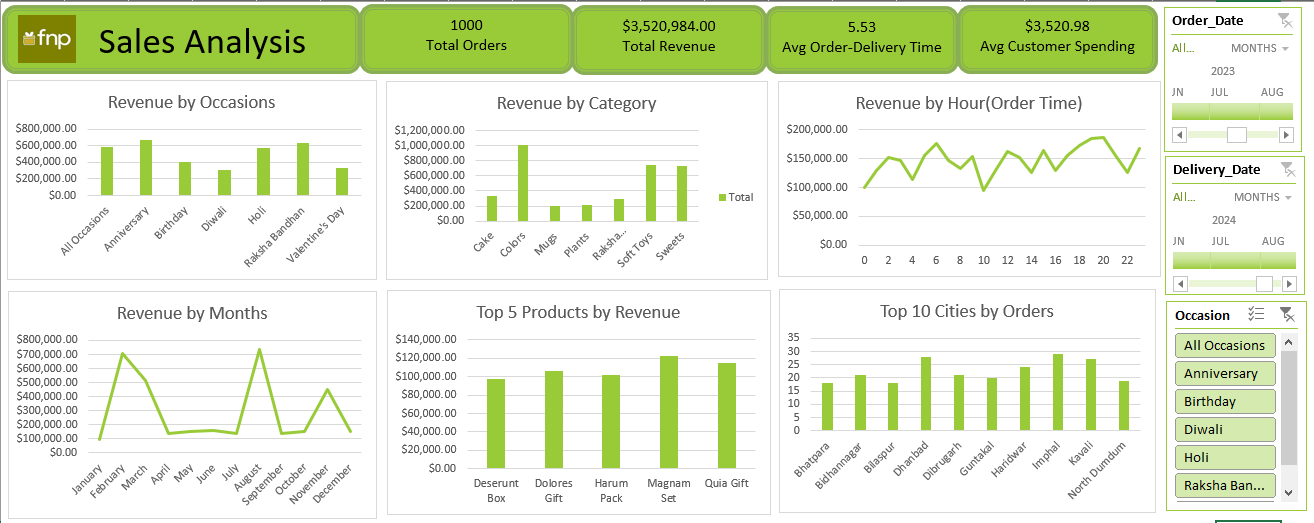 fnp
Sales Analysis
1000
Total Orders
$3,520,984.00
Total Revenue
5.53
Avg Order-Delivery Time
$3,520.98
Avg Customer Spending
Revenue by Occasions
$800,000.00
$600,000.00
$400,000.00
$200,000.00
$0.00
All Occasions
Anniversary
Birthday
Diwali
Holi
Raksha Bandhan
Valentine's Day
Revenue by Category
$1,200,000.00
$1,000,000.00
$800,000.00
$600,000.00
$400,000.00
$200,000.00
$0.00
Cake
Colors
Mugs
Plants
Raksha...
Soft Toys
Sweets
Total
Revenue by Hour(Order Time)
$200,000.00
$150,000.00
$100,000.00
$50,000.00
$0.00
0 2 4 6 8 10 12 14 16 18 20 22
Order_Date
All... MONTHS
2023
JN JUL AUG
Delivery_Date
All... MONTHS
2024
JN JUL AUG
Revenue by Months
$800,000.00
$700,000.00
$600,000.00
$500,000.00
$400,000.00
$300,000.00
$200,000.00
$100,000.00
$0.00
January
February
March
April
May
June
July
August
September
October
November
December
Top 5 Products by Revenue
$140,000.00
$120,000.00
$100,000.00
$80,000.00
$60,000.00
$40,000.00
$20,000.00
$0.00
Deserunt
Box
Dolores
Gift
Harum
Pack
Magnam
Set
Quia Gift
Top 10 Cities by Orders
35
30
25
20
15
10
5
0
Bhatpara
Bidhannagar
Bilaspur
Dhanbad
Dibrugarh
Guntakal
Haridwar
Imphal
Kavali
North Dumdum
Occasion
All Occasions
Anniversary
Birthday
Diwali
Holi
Raksha Ban...